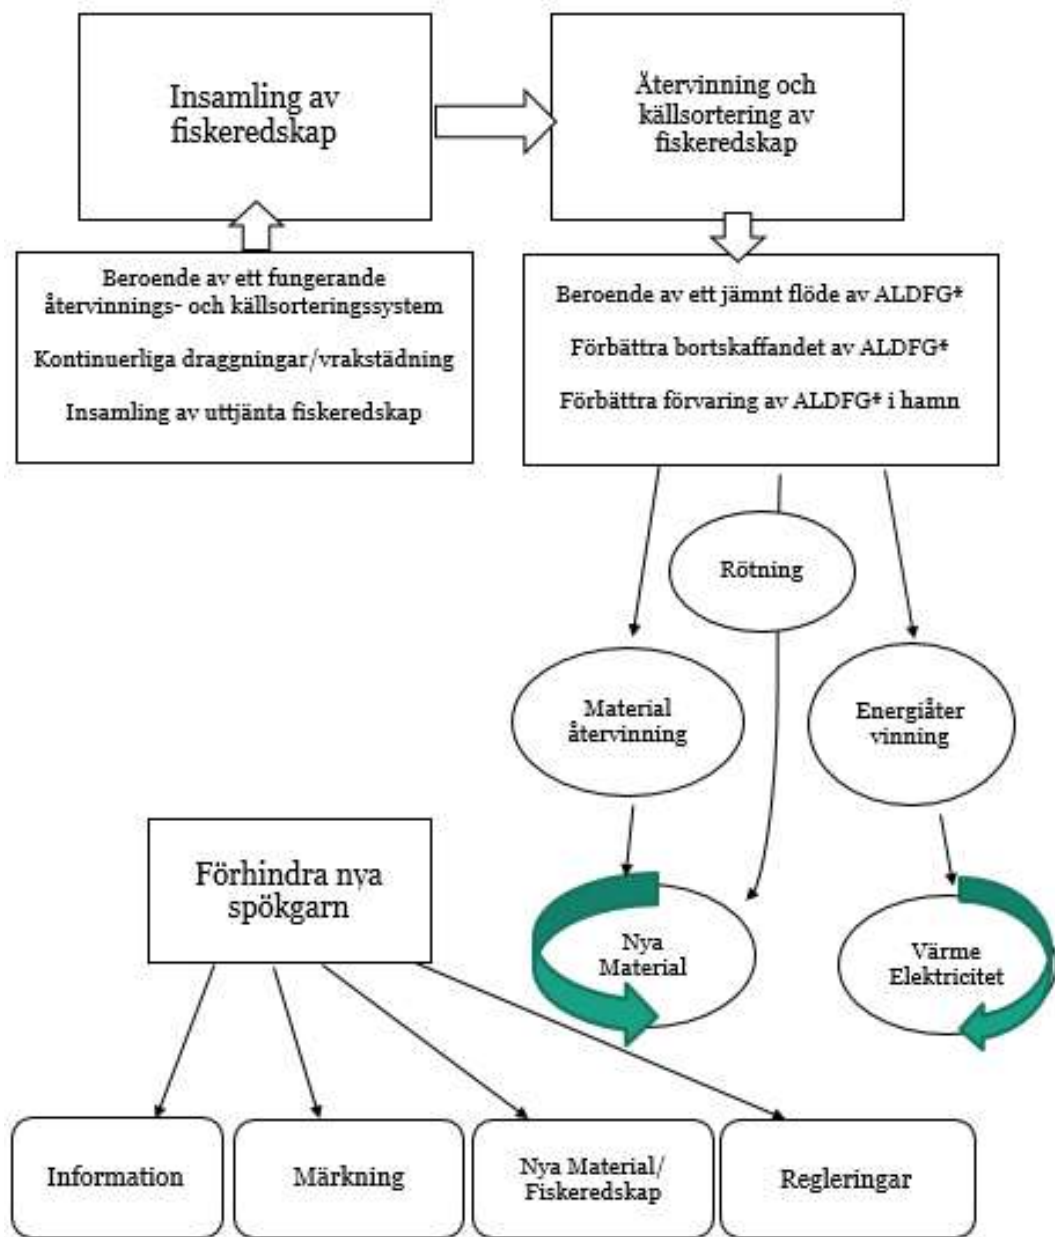 Insamling av
fiskeredskap
Återvinning och
källsortering av
fiskeredskap
Beroende av ett fungerande
återvinnings- och källsorteringssystem
Kontinuerliga draggningar/vrakstädning
Insamling av uttjänta fiskeredskap
Beroende av ett jämnt flöde av ALDFG*
Förbättra bortskaffandet av ALDFG*
Förbättra förvaring av ALDFG* i hamn
Rötning
Material
återvinning
Energiåter
vinning
Förhindra nya
spökgarn
Nya
Material
Värme
Elektricitet
Information
Märkning
Nya Material/
Fiskeredskap
Regleringar